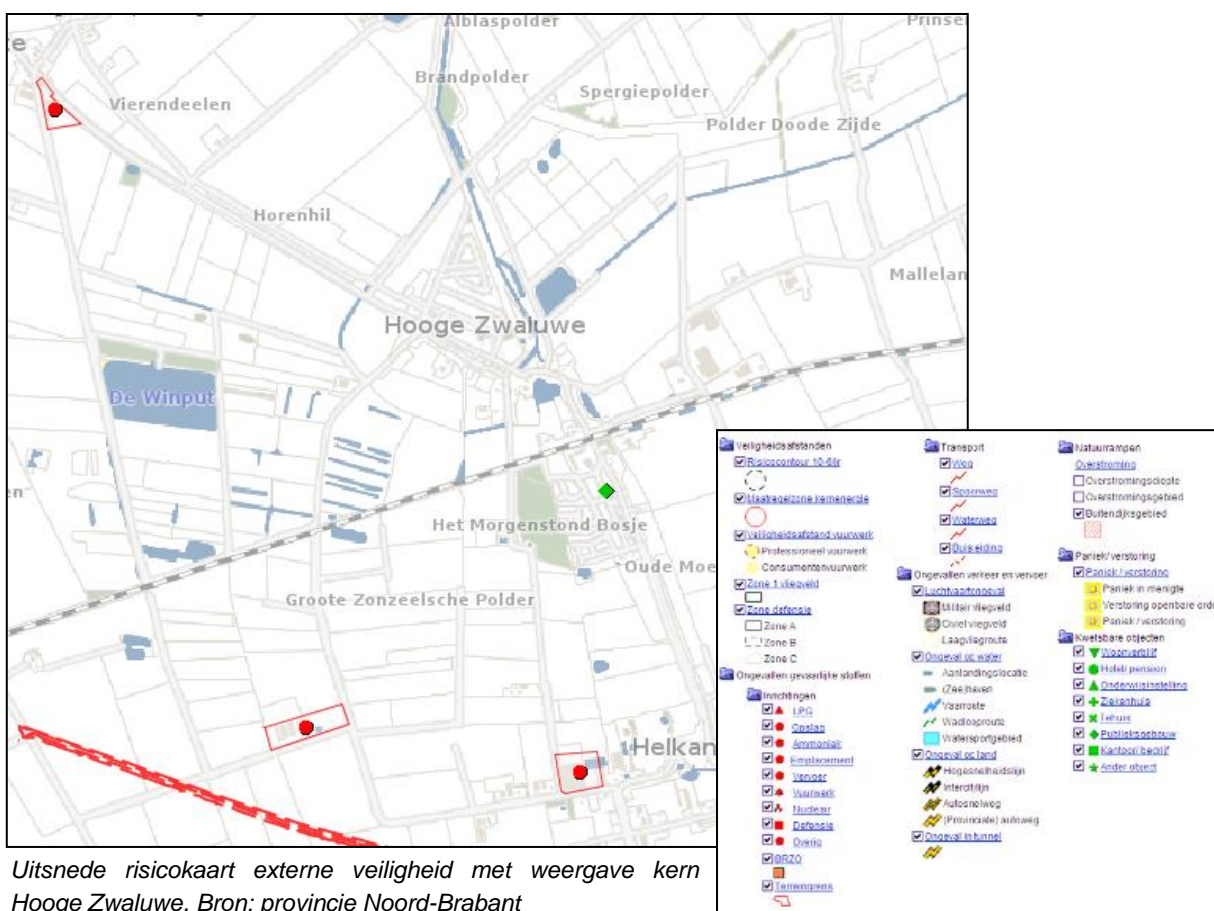 Alblaspolder
Prinse
te
Brandpolder
Vierendeelen
Spergiepolder
Polder Doode Zijde
Horenhil
Mallelan
Hooge Zwaluwe
De Winput
en
Het Morgenstond Bosje
Oude Moe
Groote Zonzeelsche Polder
Helkan
Uitsnede risicokaart externe veiligheid met weergave kern
Hooge Zwaluwe. Bron: provincie Noord-Brabant
Veiligheidsafstanden
Risicocontour 10-6/jr
Maatregelzone kernenergie
Veiligheidsafstand vuurwerk
Professioneel vuurwerk
Consumentenvuurwerk
Zone 1 vliegveld
Zone defensie
Zone A
Zone B
Zone C
Ongevallen gevaarlijke stoffen
Inrichtingen
LPG
Opslag
Ammoniak
Emplacement
Vervoer
Vuurwerk
Nucleair
Defensie
Overig
BRZO
Terreingrens
Transport
Weg
Spoorweg
Waterweg
Buisleiding
Ongevallen verkeer en vervoer
Luchtvaartongeval
Militair vliegveld
Civiel vliegveld
Laagvliegroute
Ongeval op water
Aanlandingslocatie
(Zee)haven
Vaarroute
Wadlooproute
Watersportgebied
Ongeval op land
Hogesnelheidslijn
Intercitylijn
Autosnelweg
(Provinciale) autoweg
Ongeval in tunnel
Natuurrampen
Overstroming
Overstromingsdiepte
Overstromingsgebied
Buitendijksgebied
Paniek/verstoring
Paniek / verstoring
Paniek in menigte
Verstoring openbare orde
Paniek / verstoring
Kwetsbare objecten
Woonverblijf
Hotel/ pension
Onderwijsinstelling
Ziekenhuis
Tehuis
Publieksgebouw
Kantoor/ bedrijf
Ander object